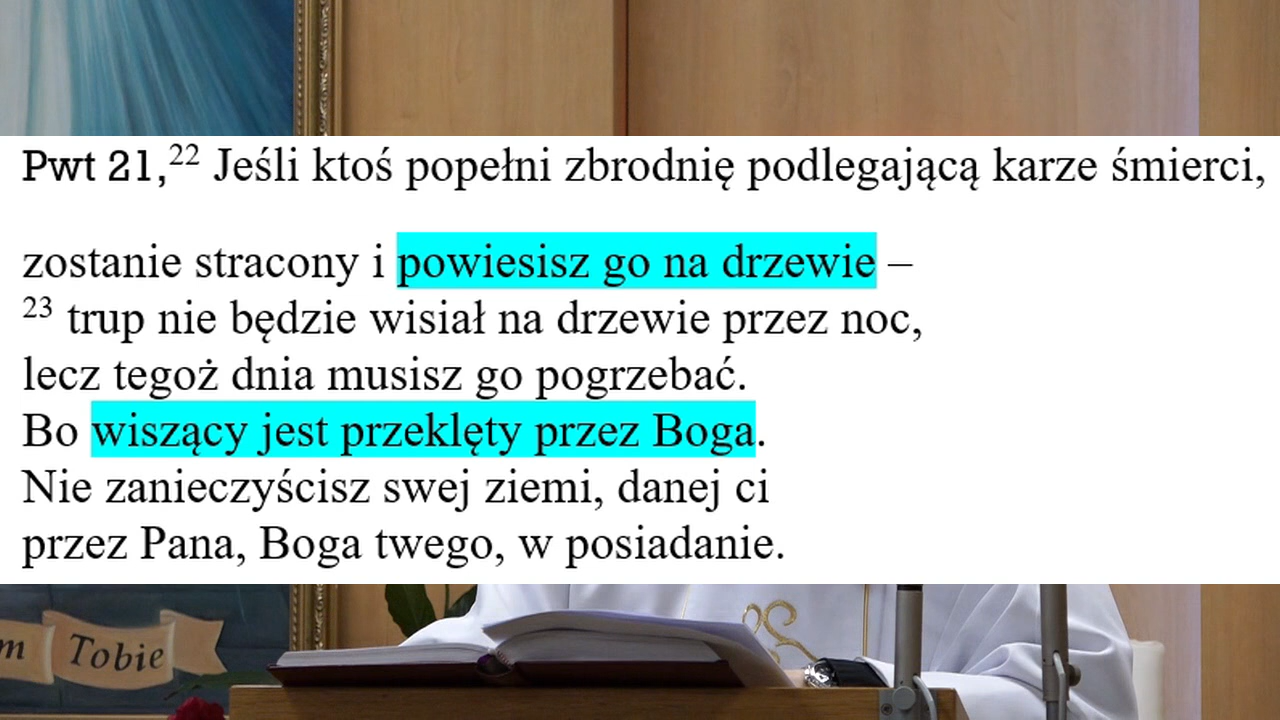 Pwt 21,²² Jeśli ktoś popełni zbrodnię podlegającą karze śmierci,
zostanie stracony i powiesisz go na drzewie –
²³ trup nie będzie wisiał na drzewie przez noc,
lecz tegoż dnia musisz go pogrzebać.
Bo wiszący jest przeklęty przez Boga.
Nie zanieczyścisz swej ziemi, danej ci
przez Pana, Boga twego, w posiadanie.
m Tobie